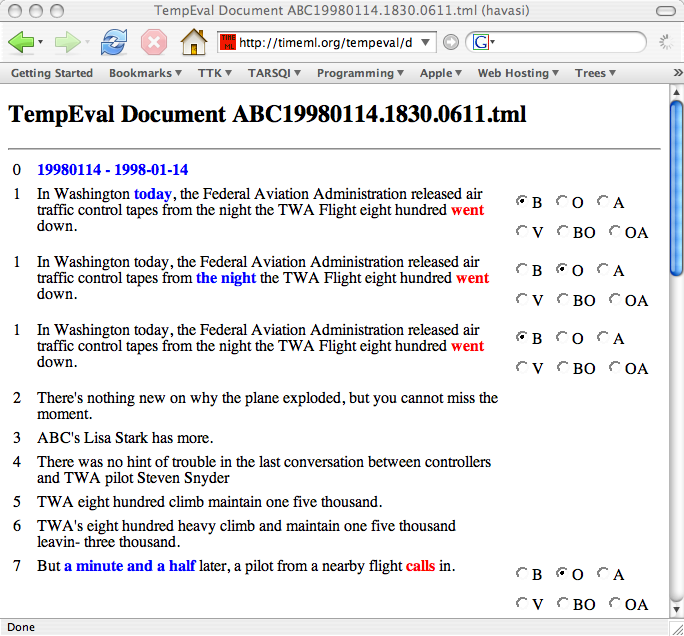 TempEval Document ABC19980114.1830.0611.tml (havasi)
http://timeml.org/tempeval/d
G
Getting Started Bookmarks TTK TARSQI Programming Apple Web Hosting Trees »
TempEval Document ABC19980114.1830.0611.tml
0 19980114 - 1998-01-14
1 In Washington today, the Federal Aviation Administration released air
traffic control tapes from the night the TWA Flight eight hundred went
down.
B O A
V BO OA
1 In Washington today, the Federal Aviation Administration released air
traffic control tapes from the night the TWA Flight eight hundred went
down.
B O A
V BO OA
1 In Washington today, the Federal Aviation Administration released air
traffic control tapes from the night the TWA Flight eight hundred went
down.
B O A
V BO OA
2 There's nothing new on why the plane exploded, but you cannot miss the
moment.
3 ABC's Lisa Stark has more.
4 There was no hint of trouble in the last conversation between controllers
and TWA pilot Steven Snyder
5 TWA eight hundred climb maintain one five thousand.
6 TWA's eight hundred heavy climb and maintain one five thousand
leavin- three thousand.
7 But a minute and a half later, a pilot from a nearby flight calls in.
B O A
V BO OA
Done